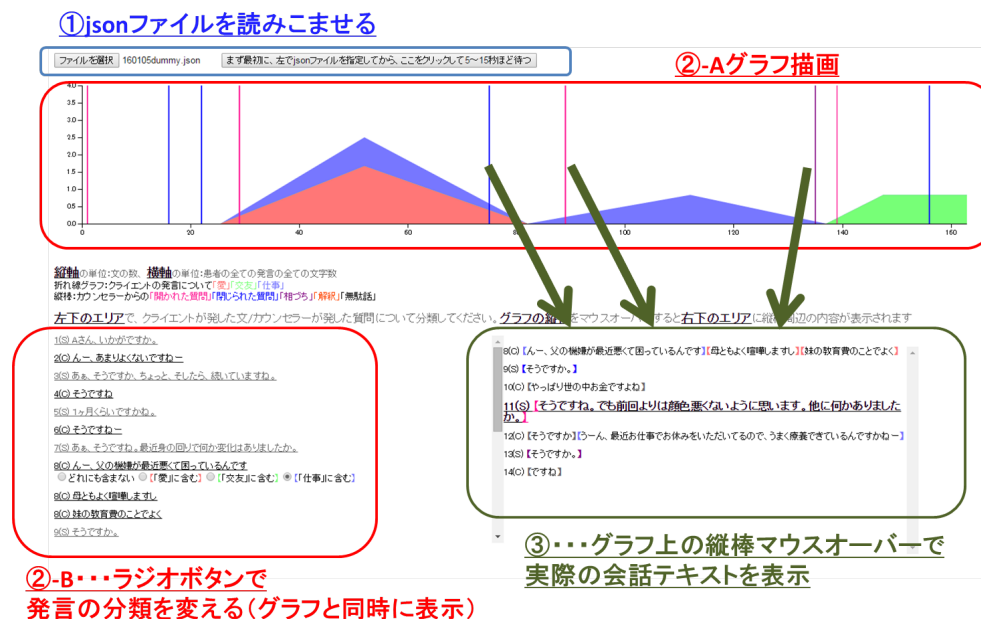 ①jsonファイルを読みこませる
ファイルを選択 160105dummy.json まず最初に、左でjsonファイルを指定してから、ここをクリックして5～15秒ほど待つ
②-Aグラフ描画
4.0
3.5
3.0
2.5
2.0
1.5
1.0
0.5
0.0
0 20 40 60 80 100 120 140 160
縦軸の単位:文の数、横軸の単位:患者の全ての発言の全ての文字数
折れ線グラフ:クライエントの発言について「愛」「交友」「仕事」
縦棒:カウンセラーからの「開かれた質問」「閉じられた質問」「相づち」「解釈」「無駄話」
左下のエリアで、クライエントが発した文/カウンセラーが発した質問について分類してください。グラフの縦をマウスオーバーすると右下のエリアに縦周辺の内容が表示されます
1(S) Aさん、いかがですか。
2(C) んー、あまりよくないですねー
3(S) あぁ、そうですか、ちょっと、そしたら、続いていますね。
4(C) そうですね
5(S) 1ヶ月くらいですかね。
6(C) そうですねー
7(S) あぁ、そうですね。最近身の回りで何か変化はありましたか。
8(C) んー、父の機嫌が最近悪くて困っているんです
どれにも含まない 【「愛」に含む】 【「交友」に含む】 【「仕事」に含む】
8(C) 母ともよく喧嘩しますし
8(C) 妹の教育費のことでよく
9(S) そうですか。
8(C)【んー、父の機嫌が最近悪くて困っているんです】【母ともよく喧嘩しますし】【妹の教育費のことでよく】
9(S)【そうですか。】
10(C)【やっぱり世の中お金ですよね】
11(S)【そうですね。でも前回よりは顔色悪くないように思います。他に何かありました
か。】
12(C)【そうですか】【うーん、最近お仕事でお休みをいただいてるので、うまく療養できているんですかねー】
13(S)【そうですか。】
14(C)【ですね】
②-B・・・ラジオボタンで
発言の分類を変える（グラフと同時に表示）
③・・・グラフ上の縦棒マウスオーバーで
実際の会話テキストを表示